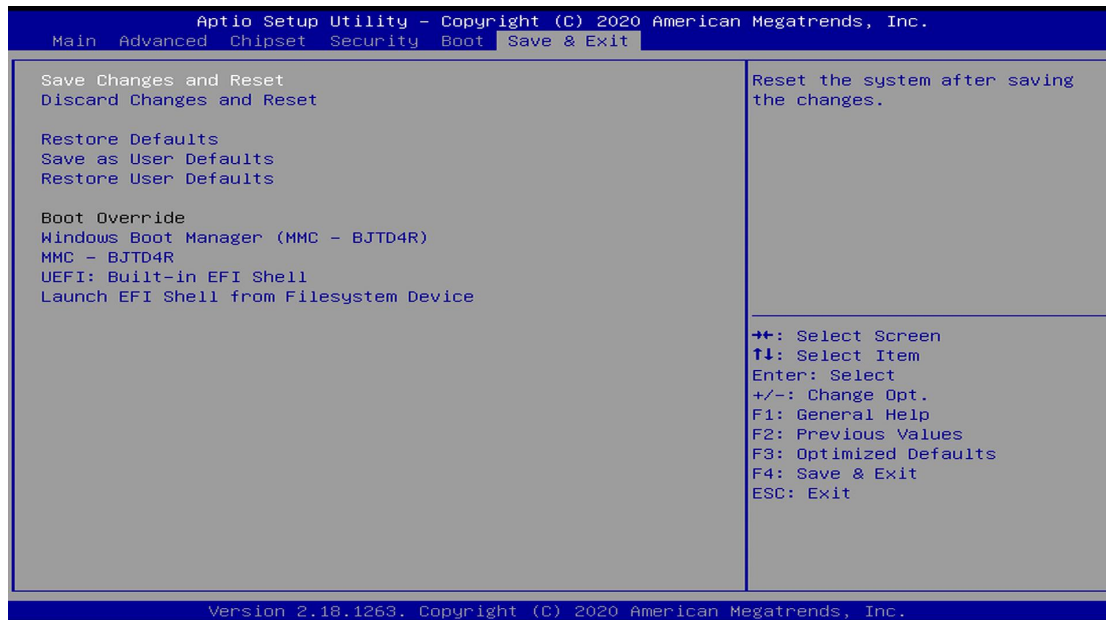 Aptio Setup Utility – Copyright (C) 2020 American Megatrends, Inc.
Main Advanced Chipset Security Boot Save & Exit
Save Changes and Reset
Discard Changes and Reset
Restore Defaults
Save as User Defaults
Restore User Defaults
Boot Override
Windows Boot Manager (MMC – BJTD4R)
MMC – BJTD4R
UEFI: Built-in EFI Shell
Launch EFI Shell from Filesystem Device
Reset the system after saving
the changes.
→←: Select Screen
↑↓: Select Item
Enter: Select
+/-: Change Opt.
F1: General Help
F2: Previous Values
F3: Optimized Defaults
F4: Save & Exit
ESC: Exit
Version 2.18.1263. Copyright (C) 2020 American Megatrends, Inc.